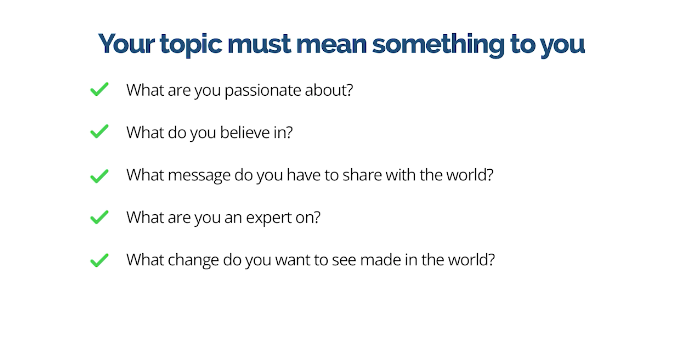 Your topic must mean something to you
What are you passionate about?
What do you believe in?
What message do you have to share with the world?
What are you an expert on?
What change do you want to see made in the world?